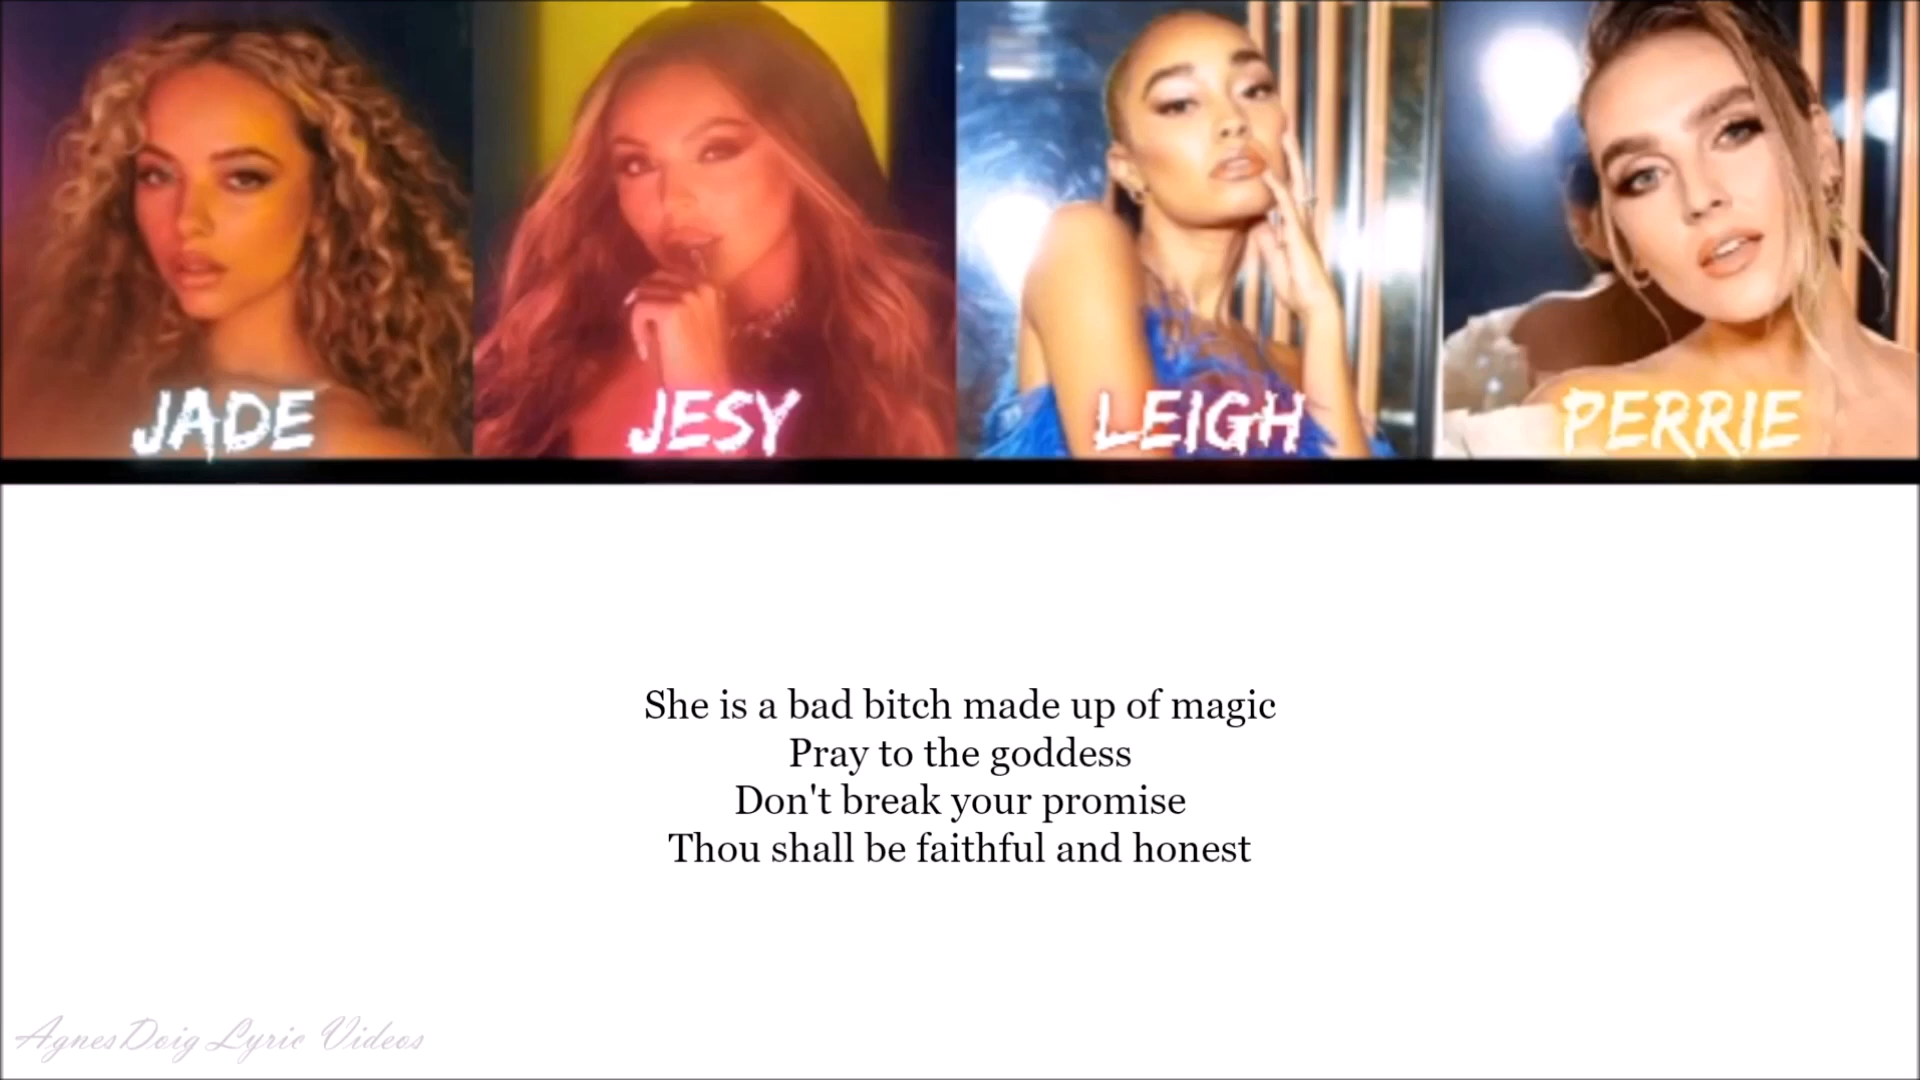 JADE
JESY
LEIGH
PERRIE
She is a bad bitch made up of magic
Pray to the goddess
Don't break your promise
Thou shall be faithful and honest
AgnesDoig Lyric Videos